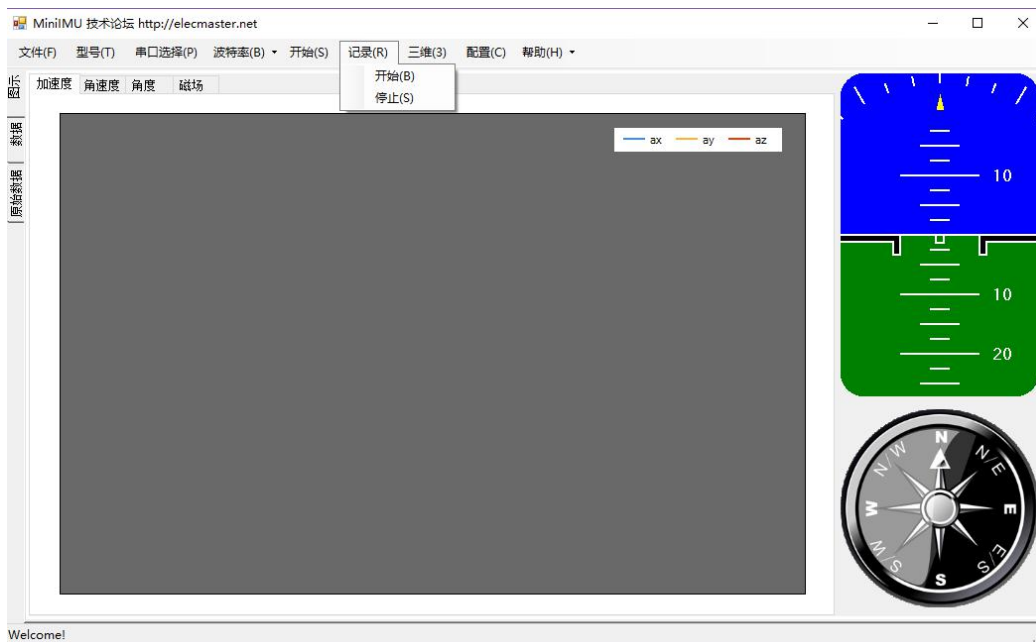 MiniIMU 技术论坛 http://elecmaster.net
文件(F) 型号(T) 串口选择(P) 波特率(B) 开始(S) 记录(R) 三维(3) 配置(C) 帮助(H)
开始(B)
停止(S)
图示
数据
原始数据
加速度 角速度 角度 磁场
ax ay az
10
10
20
N
N/E
E
S/E
S
S/W
W
N/W
Welcome!